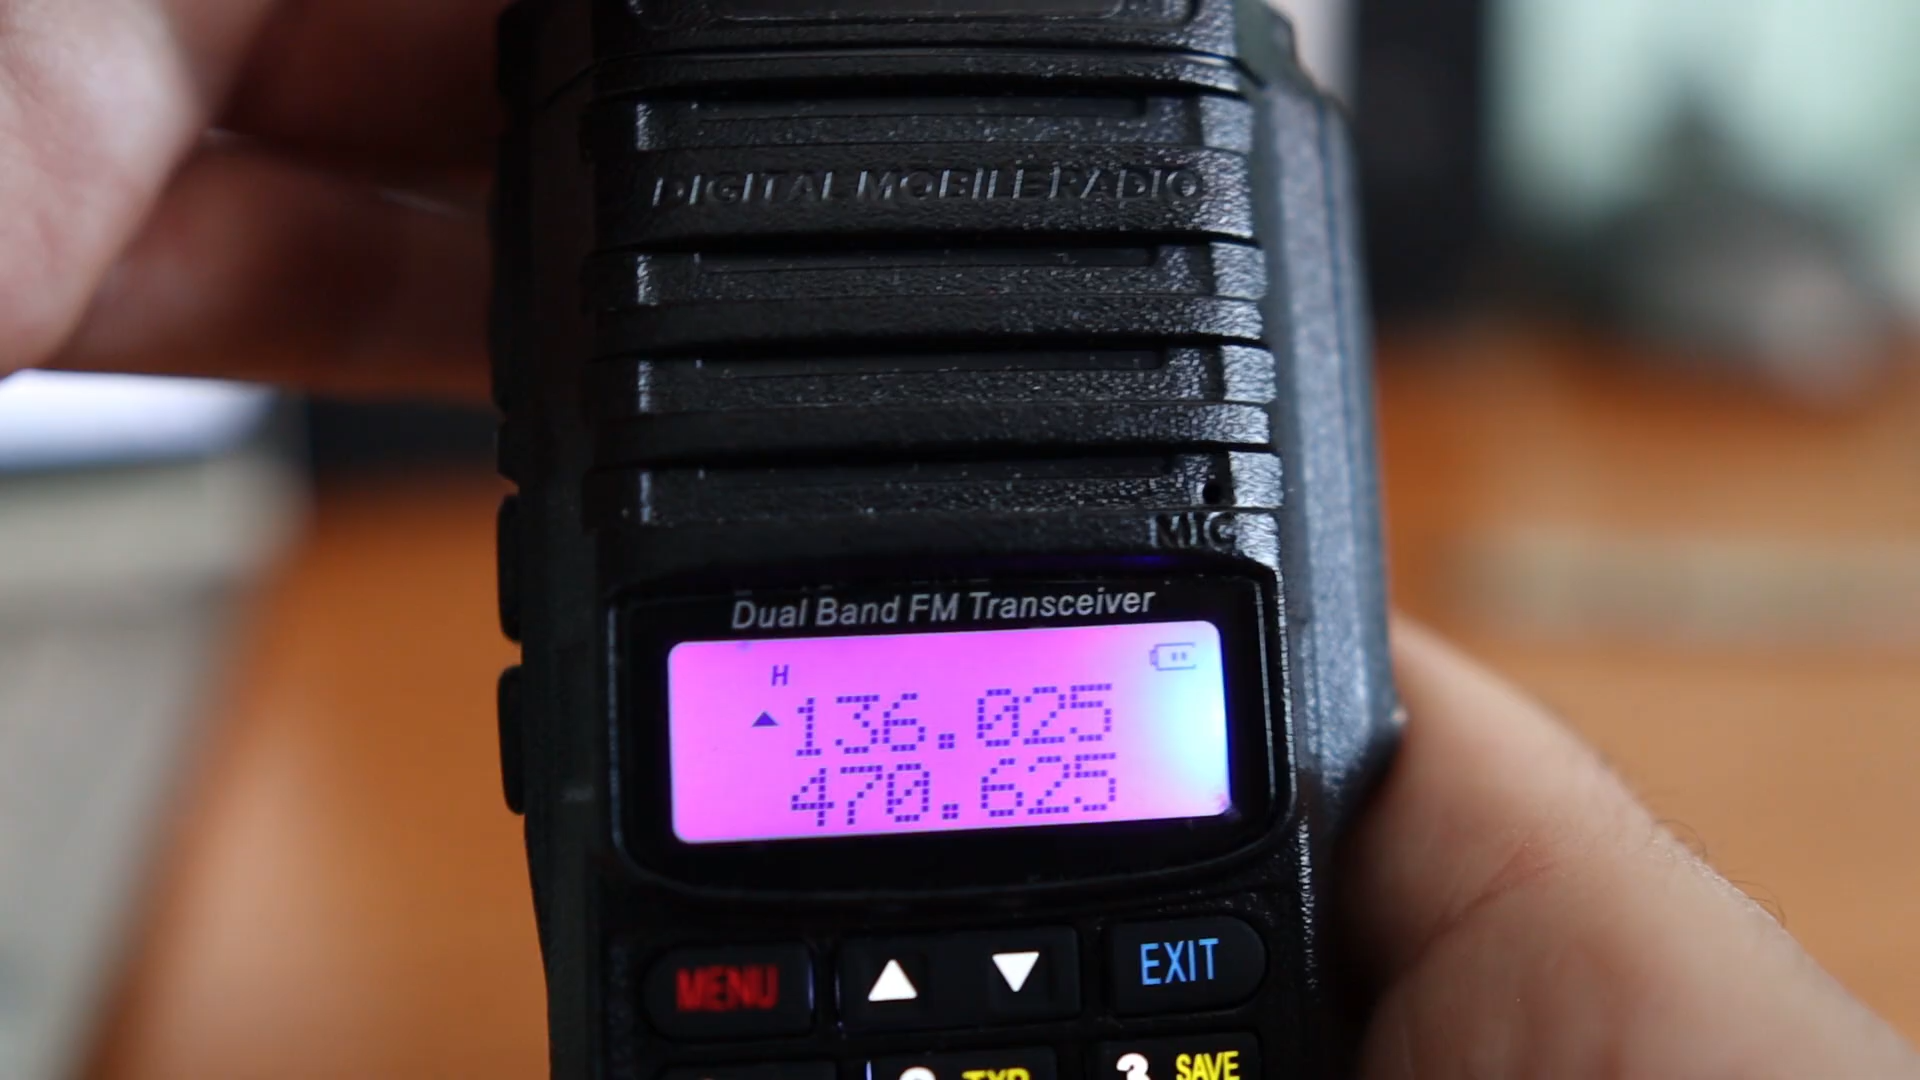 DIGITAL MOBILE RADIO
MIC
Dual Band FM Transceiver
H
136.025
470.625
MENU
EXIT
3 SAVE